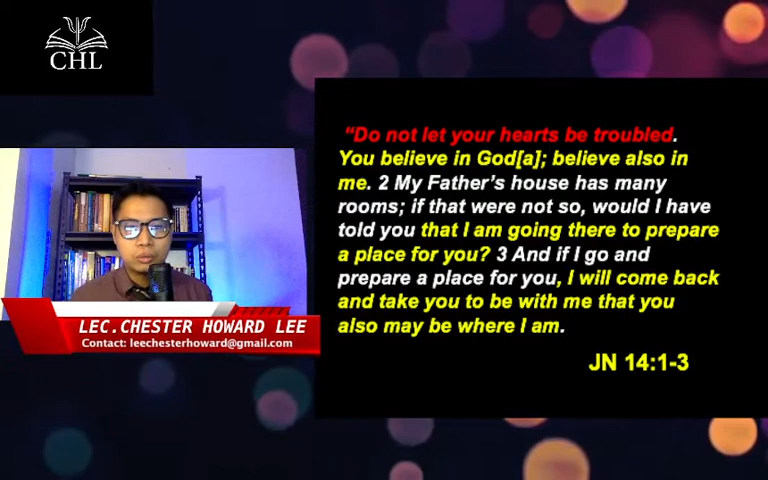 CHL
"Do not let your hearts be troubled.
You believe in God[a]; believe also in
me. 2 My Father's house has many
rooms; if that were not so, would I have
told you that I am going there to prepare
a place for you? 3 And if I go and
prepare a place for you, I will come back
and take you to be with me that you
also may be where I am.
JN 14:1-3
LEC.CHESTER HOWARD LEE
Contact: leechesterhoward@gmail.com